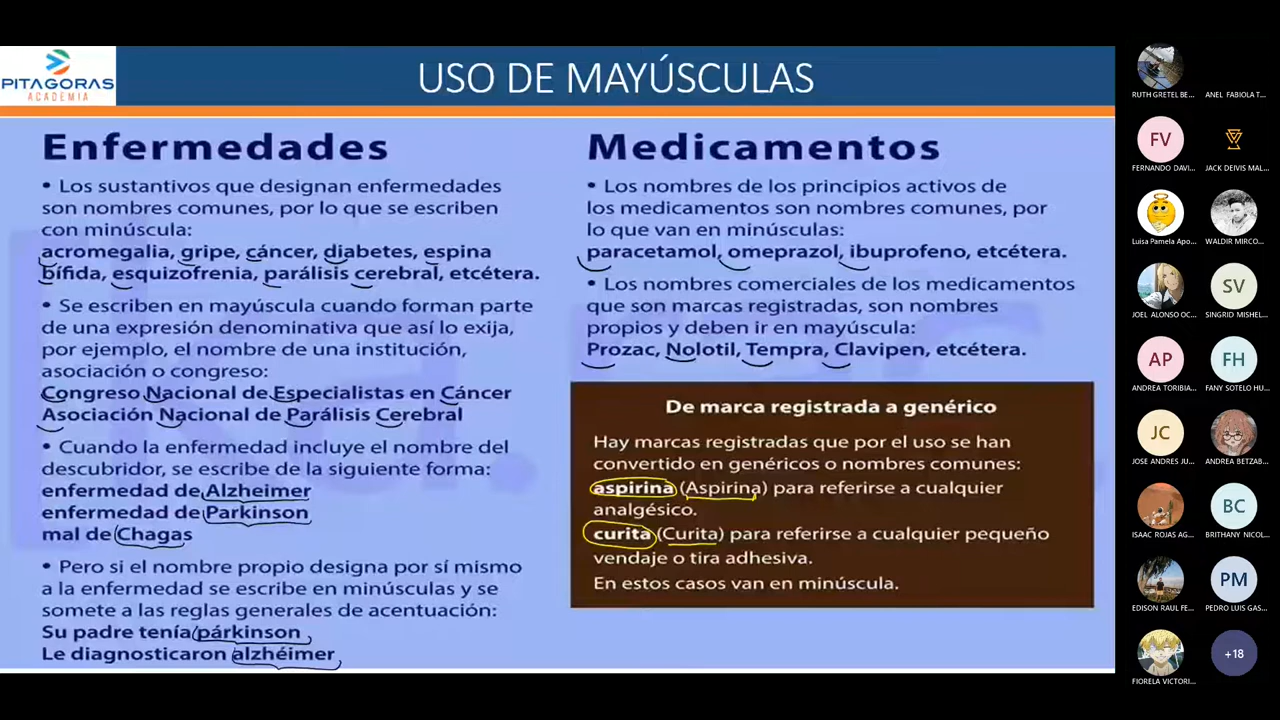 PITAGORAS
ACADEMIA
USO DE MAYÚSCULAS
Enfermedades
• Los sustantivos que designan enfermedades
son nombres comunes, por lo que se escriben
con minúscula:
acromegalia, gripe, cáncer, diabetes, espina
bífida, esquizofrenia, parálisis cerebral, etcétera.
• Se escriben en mayúscula cuando forman parte
de una expresión denominativa que así lo exija,
por ejemplo, el nombre de una institución,
asociación o congreso:
Congreso Nacional de Especialistas en Cáncer
Asociación Nacional de Parálisis Cerebral
• Cuando la enfermedad incluye el nombre del
descubridor, se escribe de la siguiente forma:
enfermedad de Alzheimer
enfermedad de Parkinson
mal de Chagas
• Pero si el nombre propio designa por sí mismo
a la enfermedad se escribe en minúsculas y se
somete a las reglas generales de acentuación:
Su padre tenía párkinson
Le diagnosticaron alzhéimer
Medicamentos
• Los nombres de los principios activos de
los medicamentos son nombres comunes, por
lo que van en minúsculas:
paracetamol, omeprazol, ibuprofeno, etcétera.
• Los nombres comerciales de los medicamentos
que son marcas registradas, son nombres
propios y deben ir en mayúscula:
Prozac, Nolotil, Tempra, Clavipen, etcétera.
De marca registrada a genérico
Hay marcas registradas que por el uso se han
convertido en genéricos o nombres comunes:
aspirina (Aspirina) para referirse a cualquier
analgésico.
curita (Curita) para referirse a cualquier pequeño
vendaje o tira adhesiva.
En estos casos van en minúscula.
RUTH GRETEL BE...
ANEL FABIOLA T...
FV
FERNANDO DAVI...
JACK DEIVIS MAL...
Luisa Pamela Apo...
WALDIR MIRCO...
JOEL ALONSO OC...
SV
SINGRID MISHEL...
AP
ANDREA TORIBIA...
FH
FANY SOTELO HU...
JC
JOSE ANDRES JU...
ANDREA BETZAB...
ISAAC ROJAS AG...
BC
BRITHANY NICOL...
EDISON RAUL FE...
PM
PEDRO LUIS GAS...
FIORELA VICTORI...
+18